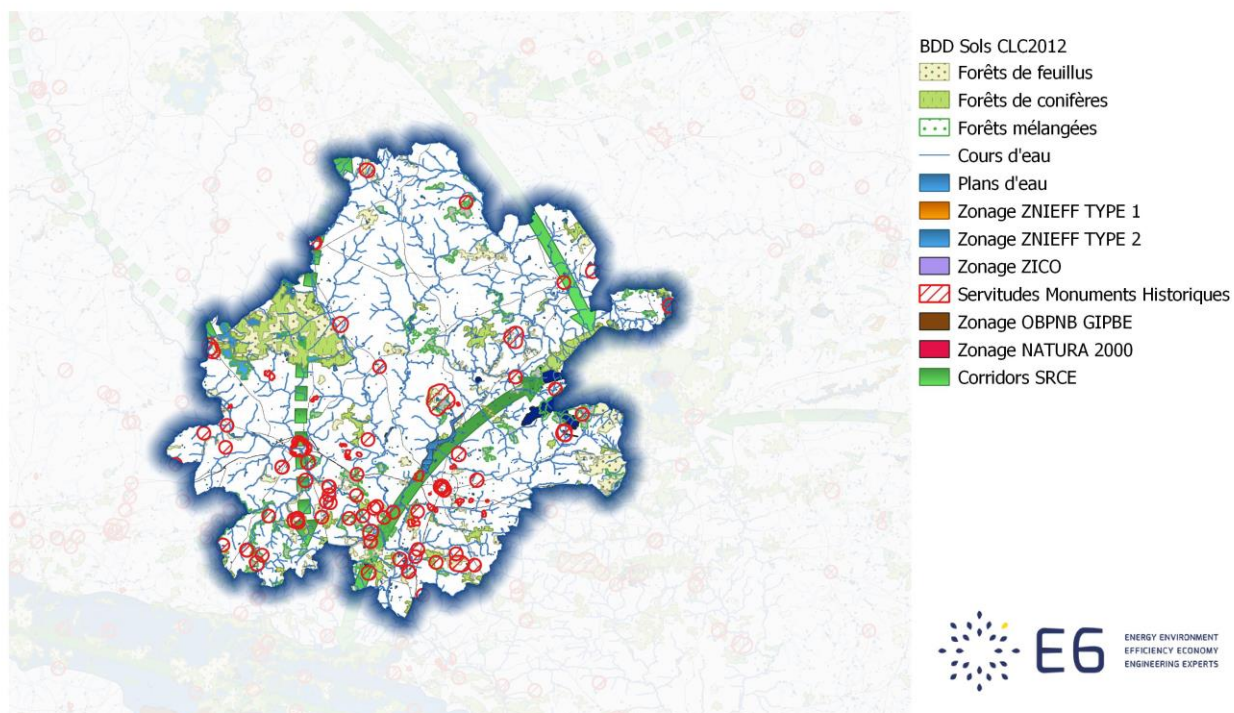 BDD Sols CLC2012
Forêts de feuillus
Forêts de conifères
Forêts mélangées
Cours d'eau
Plans d'eau
Zonage ZNIEFF TYPE 1
Zonage ZNIEFF TYPE 2
Zonage ZICO
Servitudes Monuments Historiques
Zonage OBPNB GIPBE
Zonage NATURA 2000
Corridors SRCE
E6
ENERGY ENVIRONMENT
EFFICIENCY ECONOMY
ENGINEERING EXPERTS